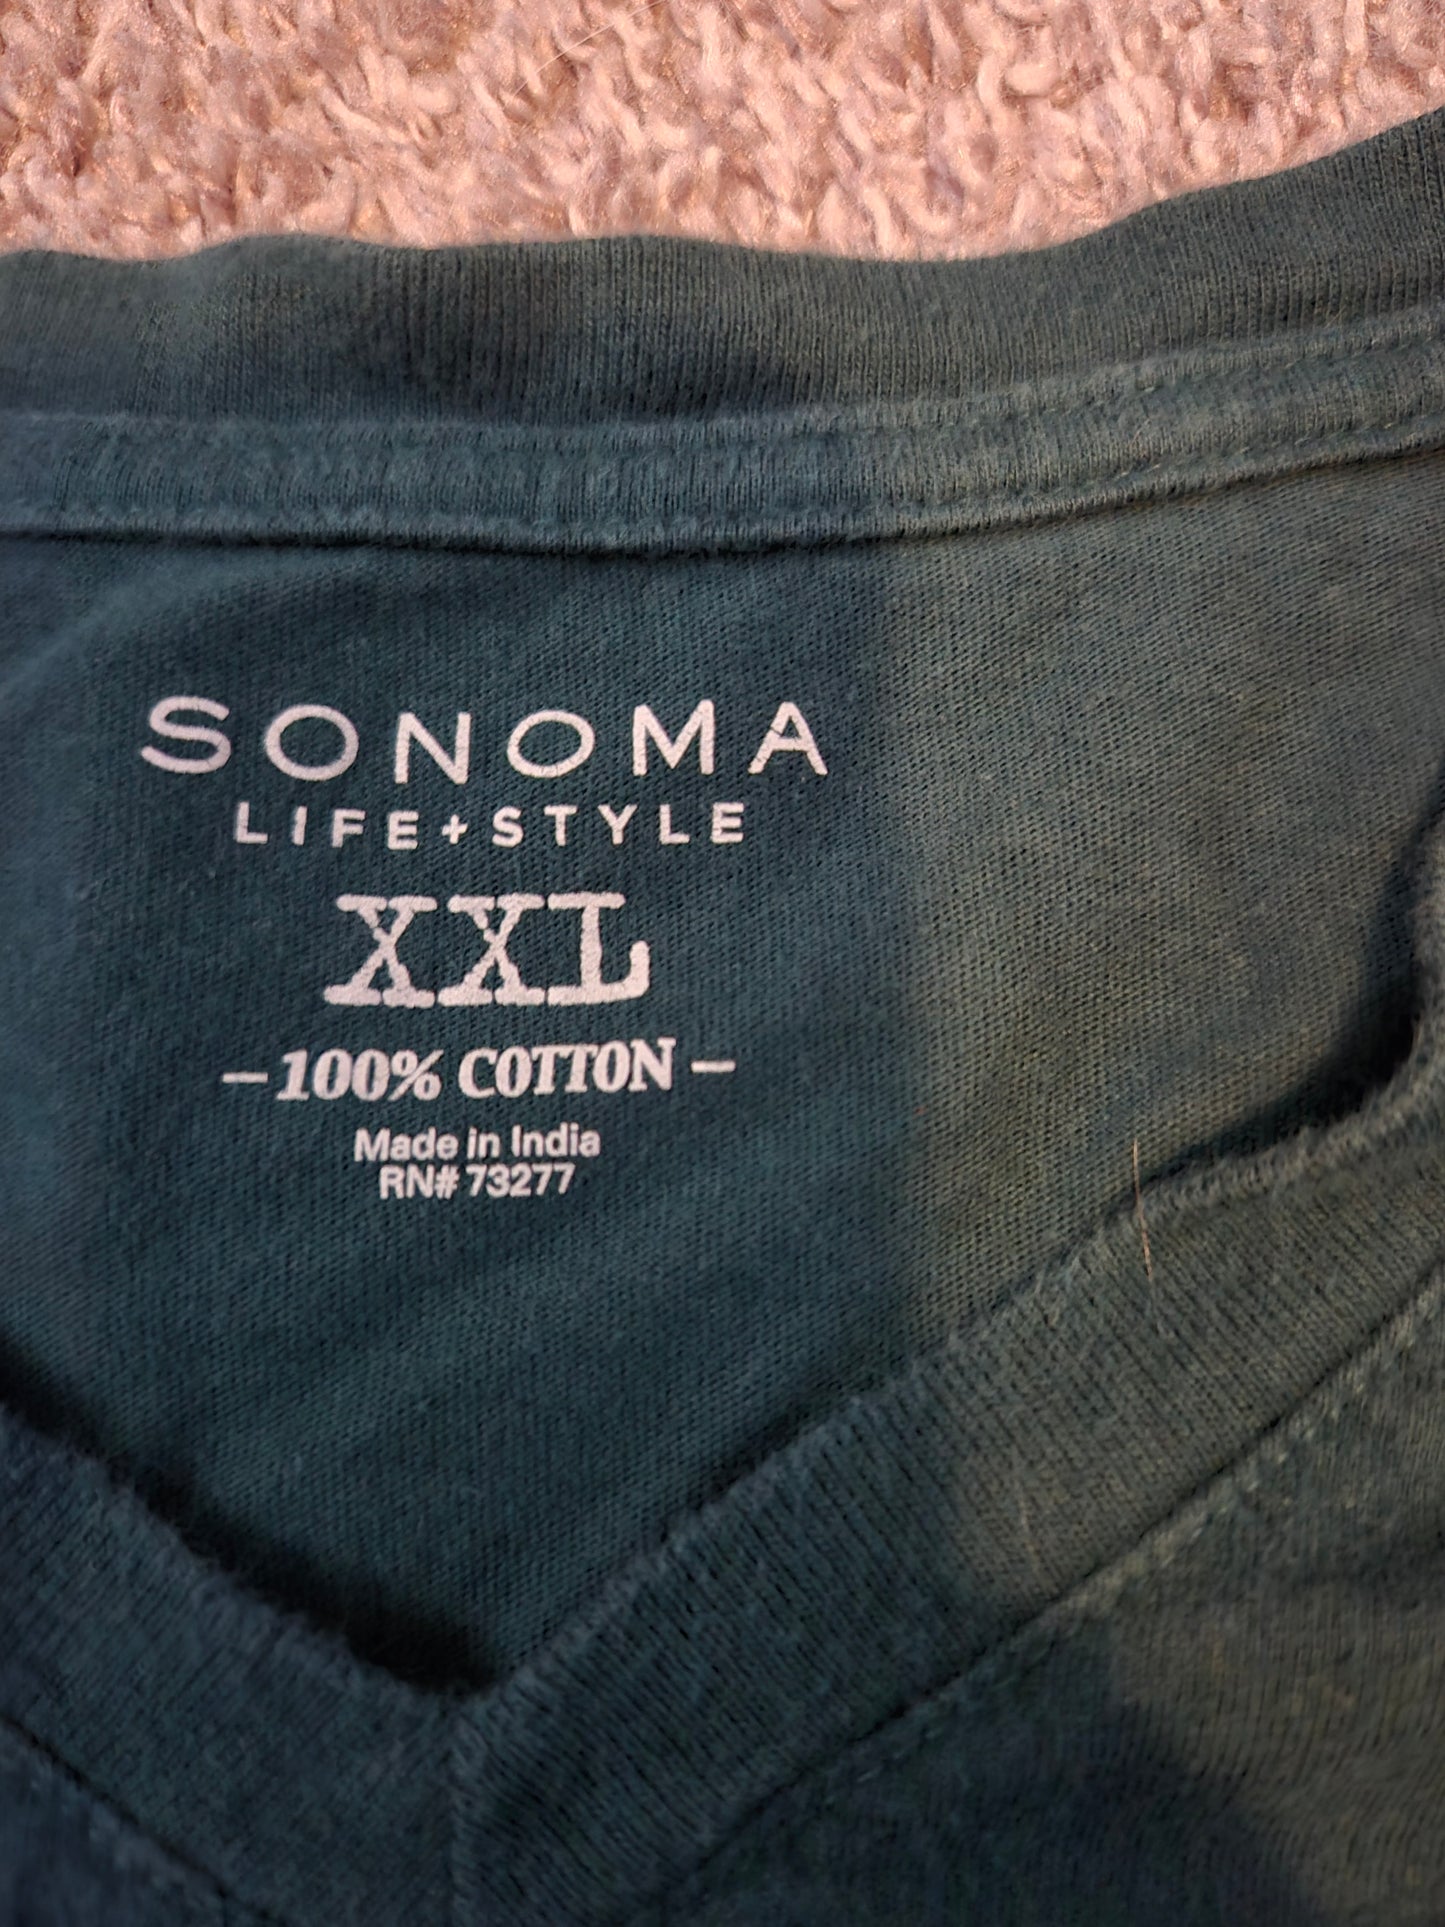 SONOMA
LIFE+STYLE
XXL
- 100% COTTON -
Made in India
RN# 73277